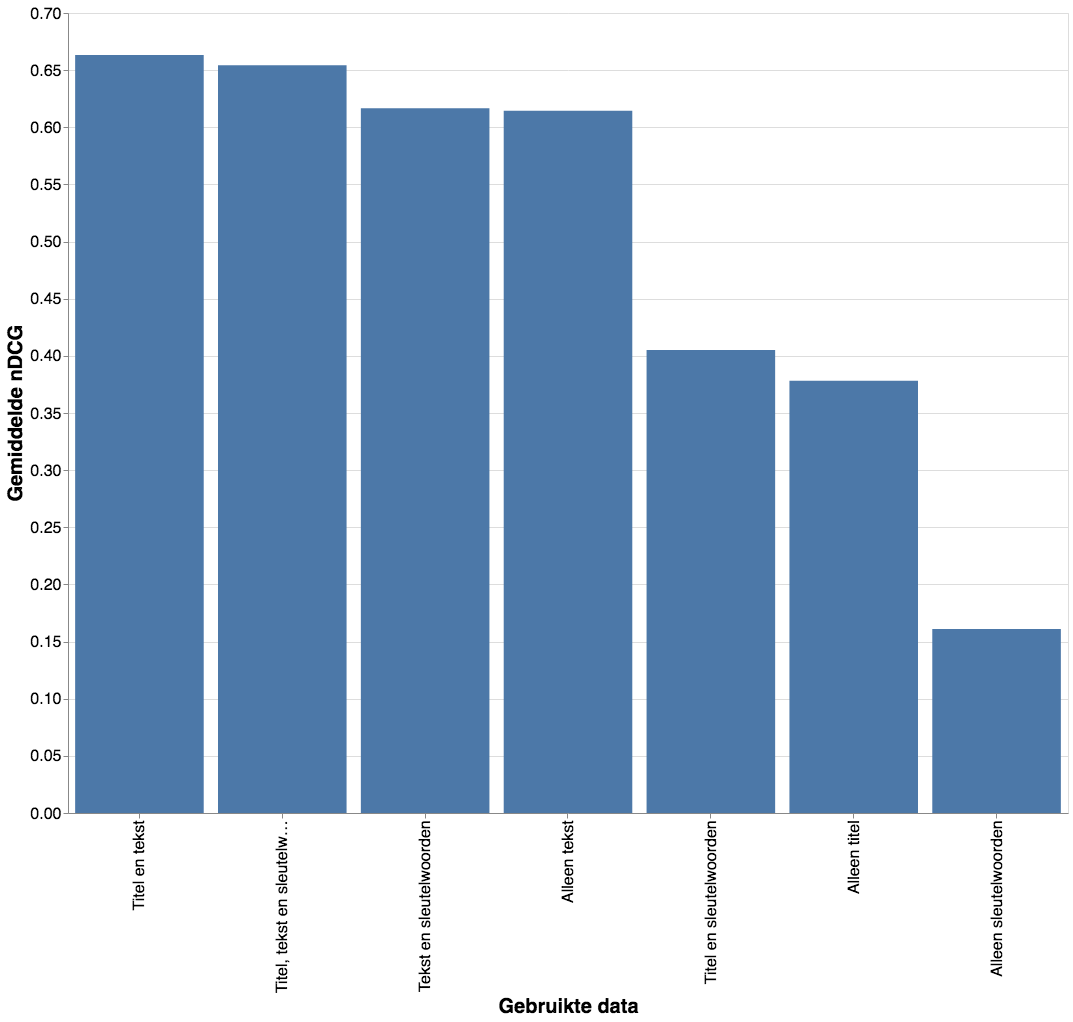 Gemiddelde nDCG
0.70
0.65
0.60
0.55
0.50
0.45
0.40
0.35
0.30
0.25
0.20
0.15
0.10
0.05
0.00
Titel en tekst
Titel, tekst en sleutelw…
Tekst en sleutelwoorden
Alleen tekst
Titel en sleutelwoorden
Alleen titel
Alleen sleutelwoorden
Gebruikte data